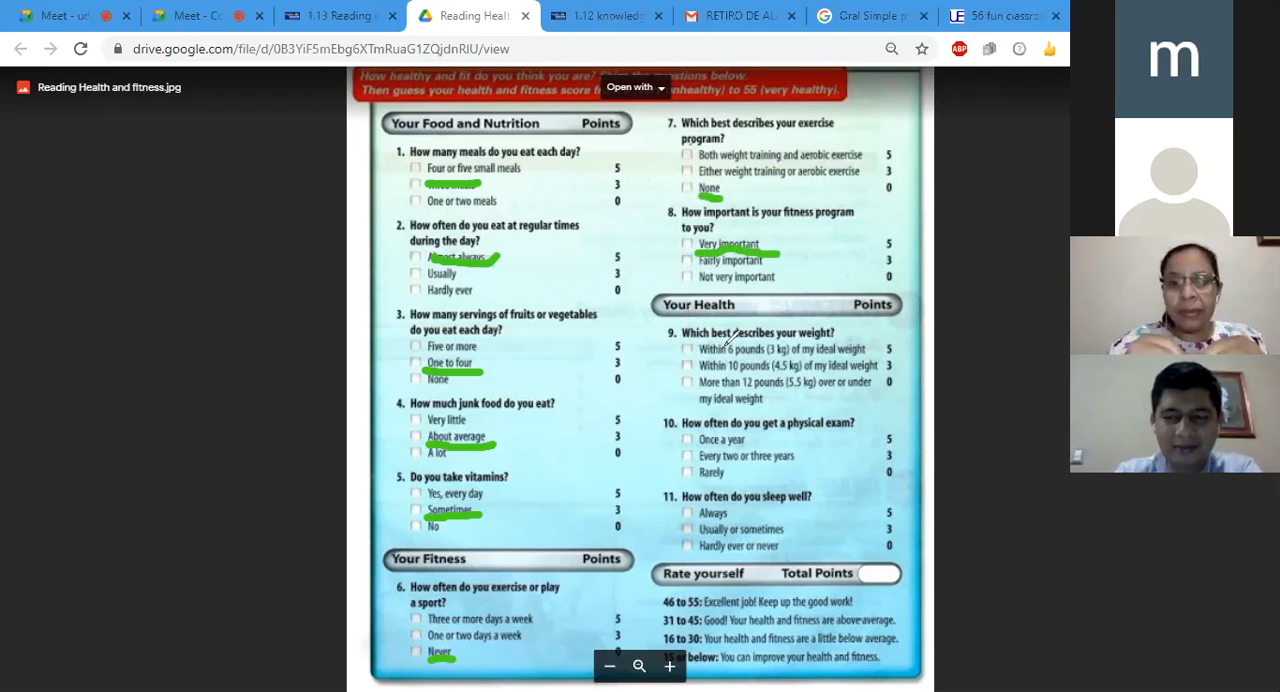 Meet - ud
Meet - Co
1.13 Reading e
Reading Healt
1.12 knowledg
RETIRO DE AL
Oral Simple p
56 fun classro
drive.google.com/file/d/0B3YiF5mEbg6XTmRuaG1ZQjdnRIU/view
ABP
Reading Health and fitness.jpg
Open with
m
How healthy and fit do you think you are? Skim the questions below.
Then guess your health and fitness score healthy) to 55 (very healthy).
Your Food and Nutrition Points
1. How many meals do you eat each day?
Four or five small meals 5
3
One or two meals 0
2. How often do you eat at regular times
during the day?
Almost always 5
Usually 3
Hardly ever 0
3. How many servings of fruits or vegetables
do you eat each day?
Five or more 5
One to four 3
None 0
4. How much junk food do you eat?
Very little 5
About average 3
A lot 0
5. Do you take vitamins?
Yes, every day 5
Sometimes 3
No 0
Your Fitness Points
6. How often do you exercise or play
a sport?
Three or more days a week 5
One or two days a week 3
Never 0
7. Which best describes your exercise
program?
Both weight training and aerobic exercise 5
Either weight training or aerobic exercise 3
None 0
8. How important is your fitness program
to you?
Very important 5
Fairly important 3
Not very important 0
Your Health Points
9. Which best describes your weight?
Within 6 pounds (3 kg) of my ideal weight 5
Within 10 pounds (4.5 kg) of my ideal weight 3
More than 12 pounds (5.5 kg) over or under 0
my ideal weight
10. How often do you get a physical exam?
Once a year 5
Every two or three years 3
Rarely 0
11. How often do you sleep well?
Always 5
Usually or sometimes 3
Hardly ever or never 0
Rate yourself Total Points
46 to 55: Excellent job! Keep up the good work!
31 to 45: Good! Your health and fitness are above average.
16 to 30: Your health and fitness are a little below average.
15 or below: You can improve your health and fitness.